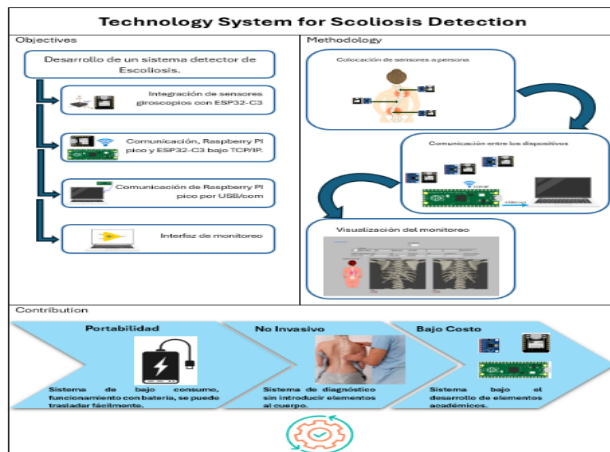 Technology System for Scoliosis Detection
Objectives
Desarrollo de un sistema detector de
Escoliosis.
Integración de sensores
giroscopios con ESP32-C3
Comunicación, Raspberry PI
pico y ESP32-C3 bajo TCP/IP.
Comunicación de Raspberry PI
pico por USB/com
Interfaz de monitoreo
Methodology
Colocación de sensores a persona
Comunicación entre los dispositivos
Visualización del monitoreo
Contribution
Portabilidad
Sistema de bajo consumo,
funcionamiento con batería, se puede
trasladar fácilmente.
No Invasivo
Sistema de diagnóstico
sin introducir elementos
al cuerpo.
Bajo Costo
Sistema bajo el
desarrollo de elementos
académicos.